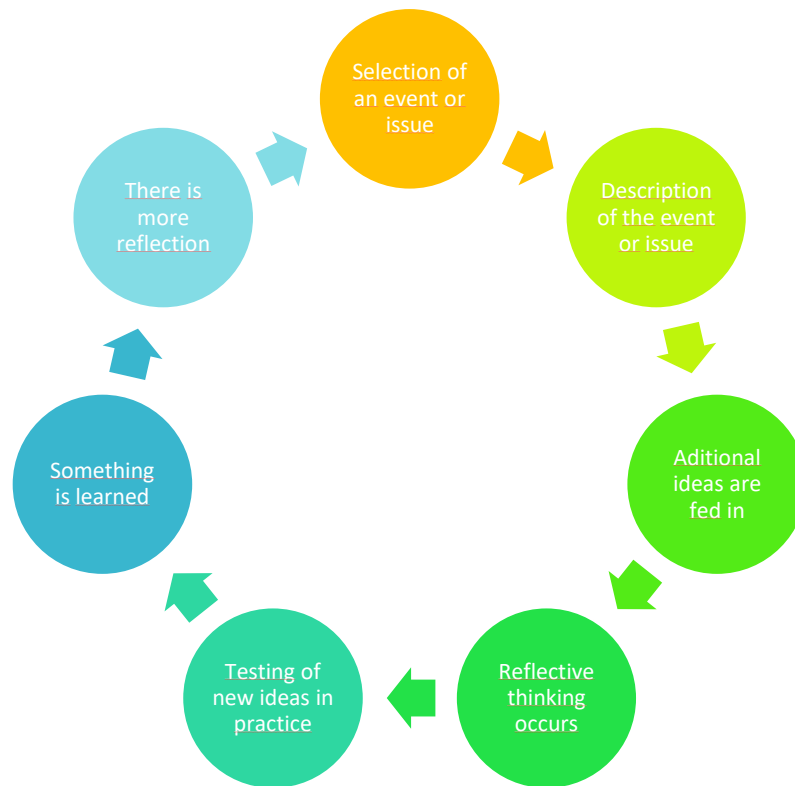 Selection of
an event or
issue
Description
of the event
or issue
Aditional
ideas are
fed in
Reflective
thinking
occurs
Testing of
new ideas in
practice
Something
is learned
There is
more
reflection